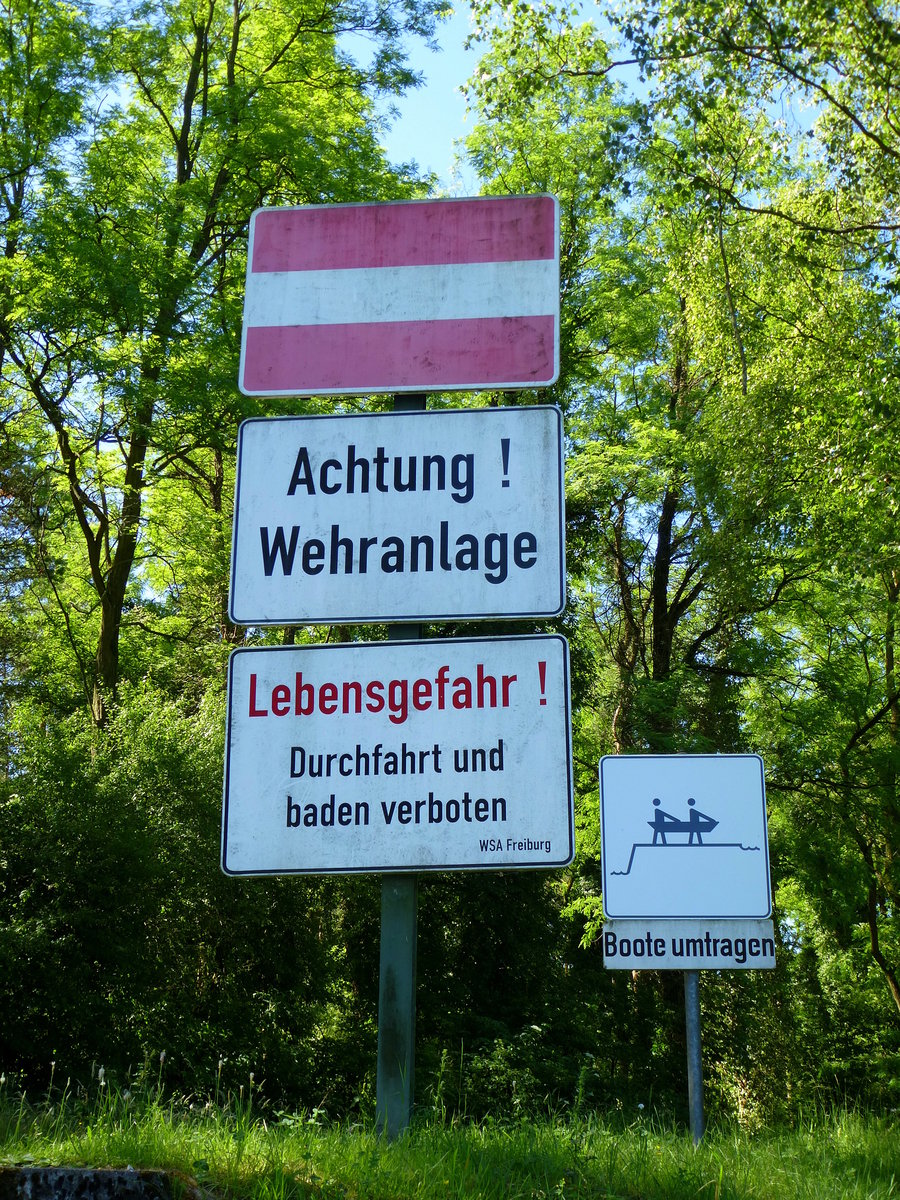 Achtung !
Wehranlage
Lebensgefahr !
Durchfahrt und
baden verboten
WSA Freiburg
Boote umtragen